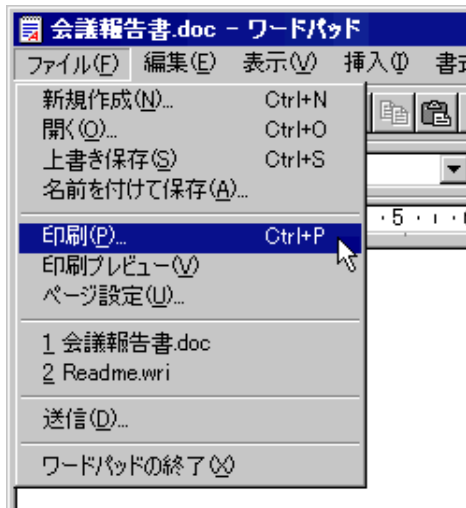 会議報告書.doc - ワードパッド
ファイル(F) 編集(E) 表示(V) 挿入(I) 書式
新規作成(N)... Ctrl+N
開く(O)... Ctrl+O
上書き保存(S) Ctrl+S
名前を付けて保存(A)...
· 5 · ı ·
印刷(P)... Ctrl+P
印刷プレビュー(V)
ページ設定(U)...
1 会議報告書.doc
2 Readme.wri
送信(D)...
ワードパッドの終了(X)